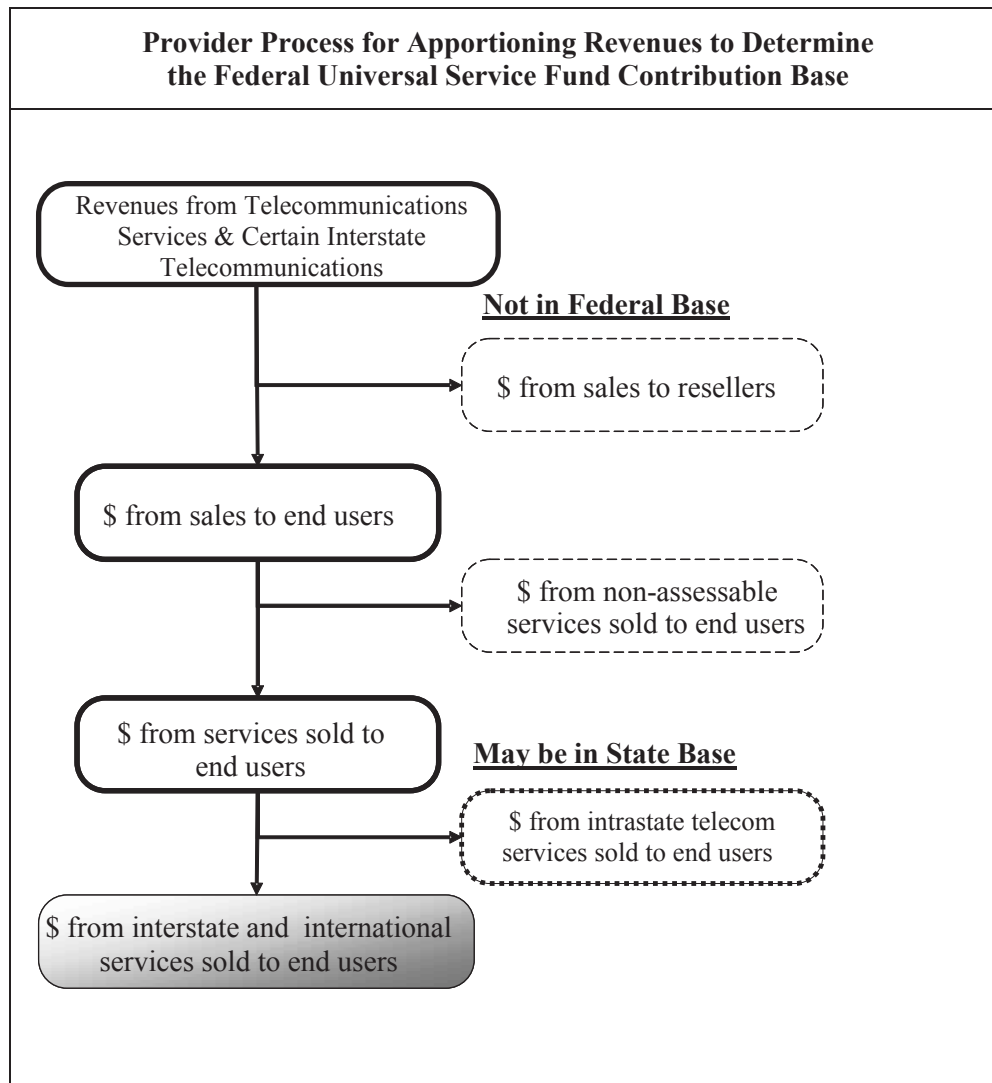 Provider Process for Apportioning Revenues to Determine
the Federal Universal Service Fund Contribution Base
Revenues from Telecommunications
Services & Certain Interstate
Telecommunications
Not in Federal Base
$ from sales to resellers
$ from sales to end users
$ from non-assessable
services sold to end users
$ from services sold to
end users
May be in State Base
$ from intrastate telecom
services sold to end users
$ from interstate and international
services sold to end users